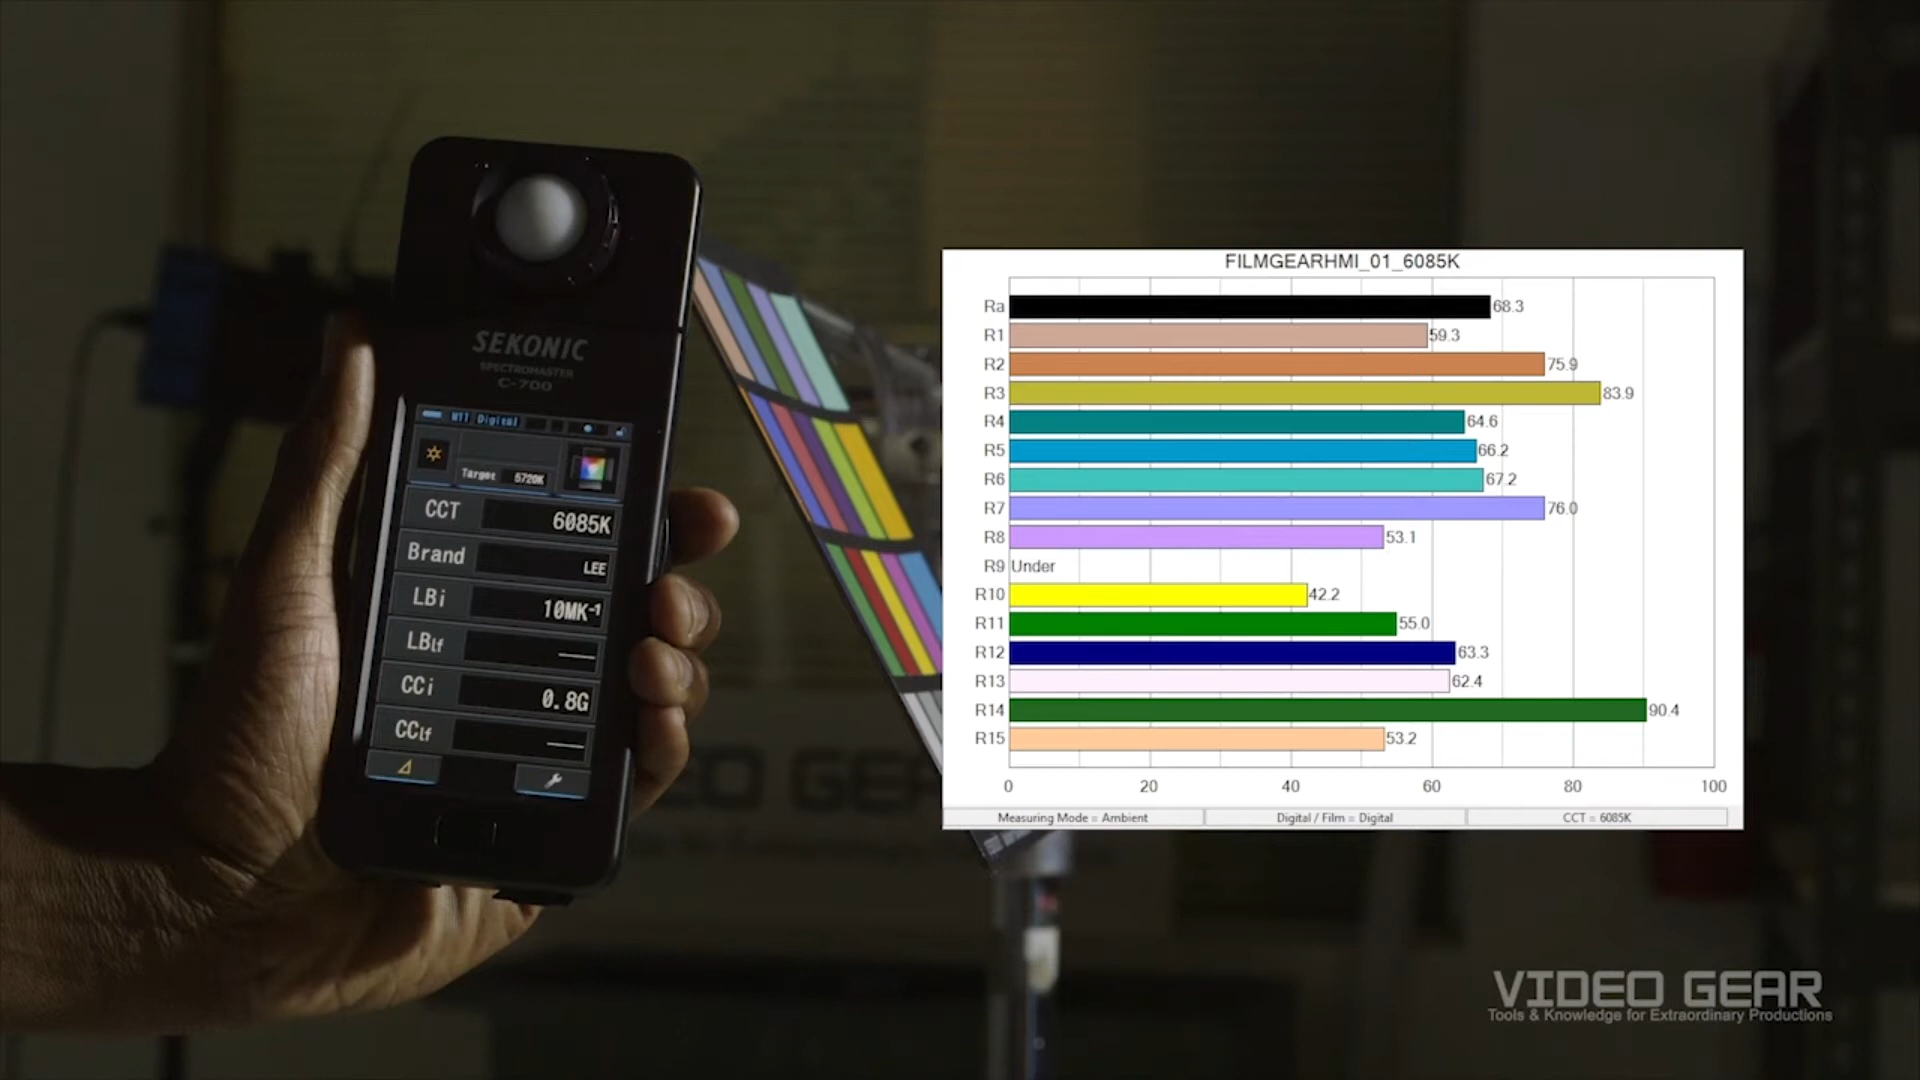 SEKONIC
SPECTROMASTER
C-700
WTI Digital
Target 5720K
CCT 6085K
Brand LEE
LBi 10MK⁻¹
LBLf
CCi 0.8G
CCLf
FILMGEARHMI_01_6085K
Ra 68.3
R1 59.3
R2 75.9
R3 83.9
R4 64.6
R5 66.2
R6 67.2
R7 76.0
R8 53.1
R9 Under
R10 42.2
R11 55.0
R12 63.3
R13 62.4
R14 90.4
R15 53.2
0 20 40 60 80 100
Measuring Mode = Ambient Digital / Film = Digital CCT = 6085K
VIDEO GEAR
Tools & Knowledge for Extraordinary Productions